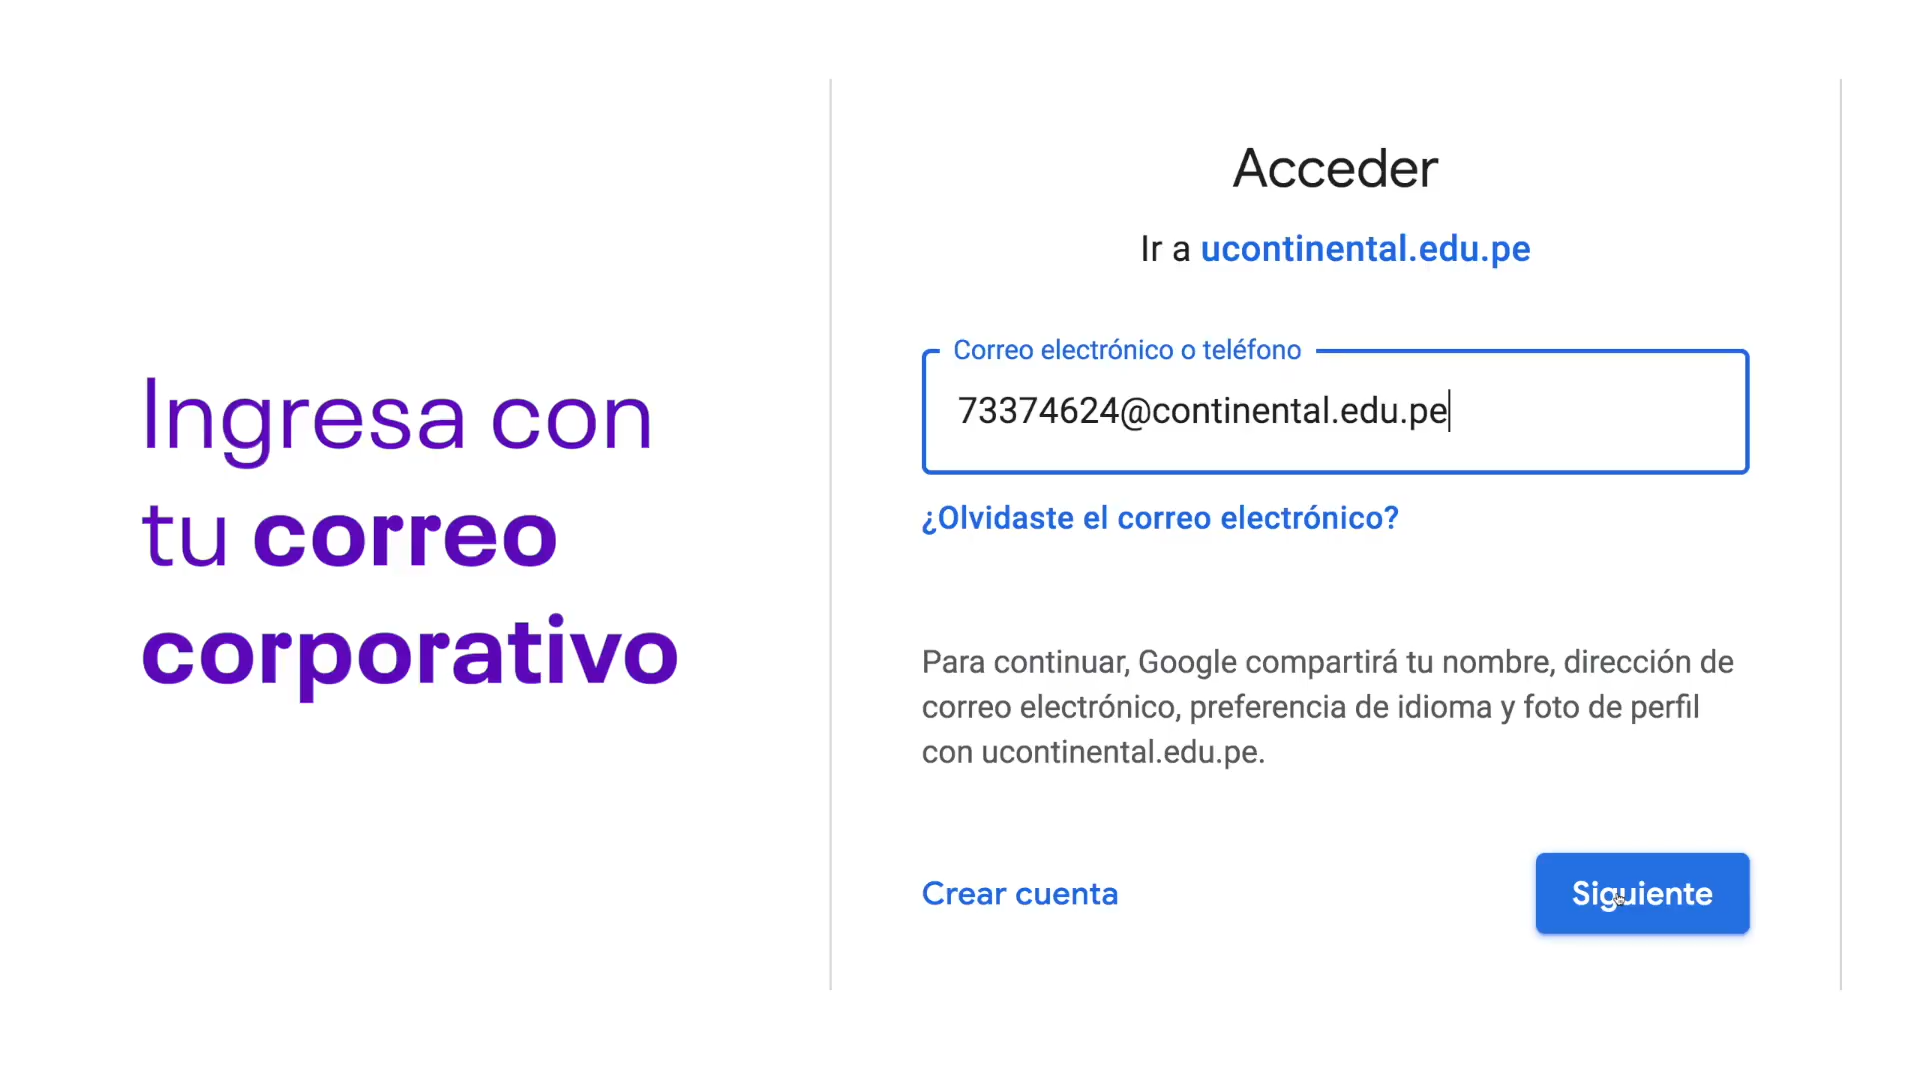 Ingresa con
tu correo
corporativo
Acceder
Ir a ucontinental.edu.pe
Correo electrónico o teléfono
73374624@continental.edu.pe
¿Olvidaste el correo electrónico?
Para continuar, Google compartirá tu nombre, dirección de
correo electrónico, preferencia de idioma y foto de perfil
con ucontinental.edu.pe.
Crear cuenta
Siguiente